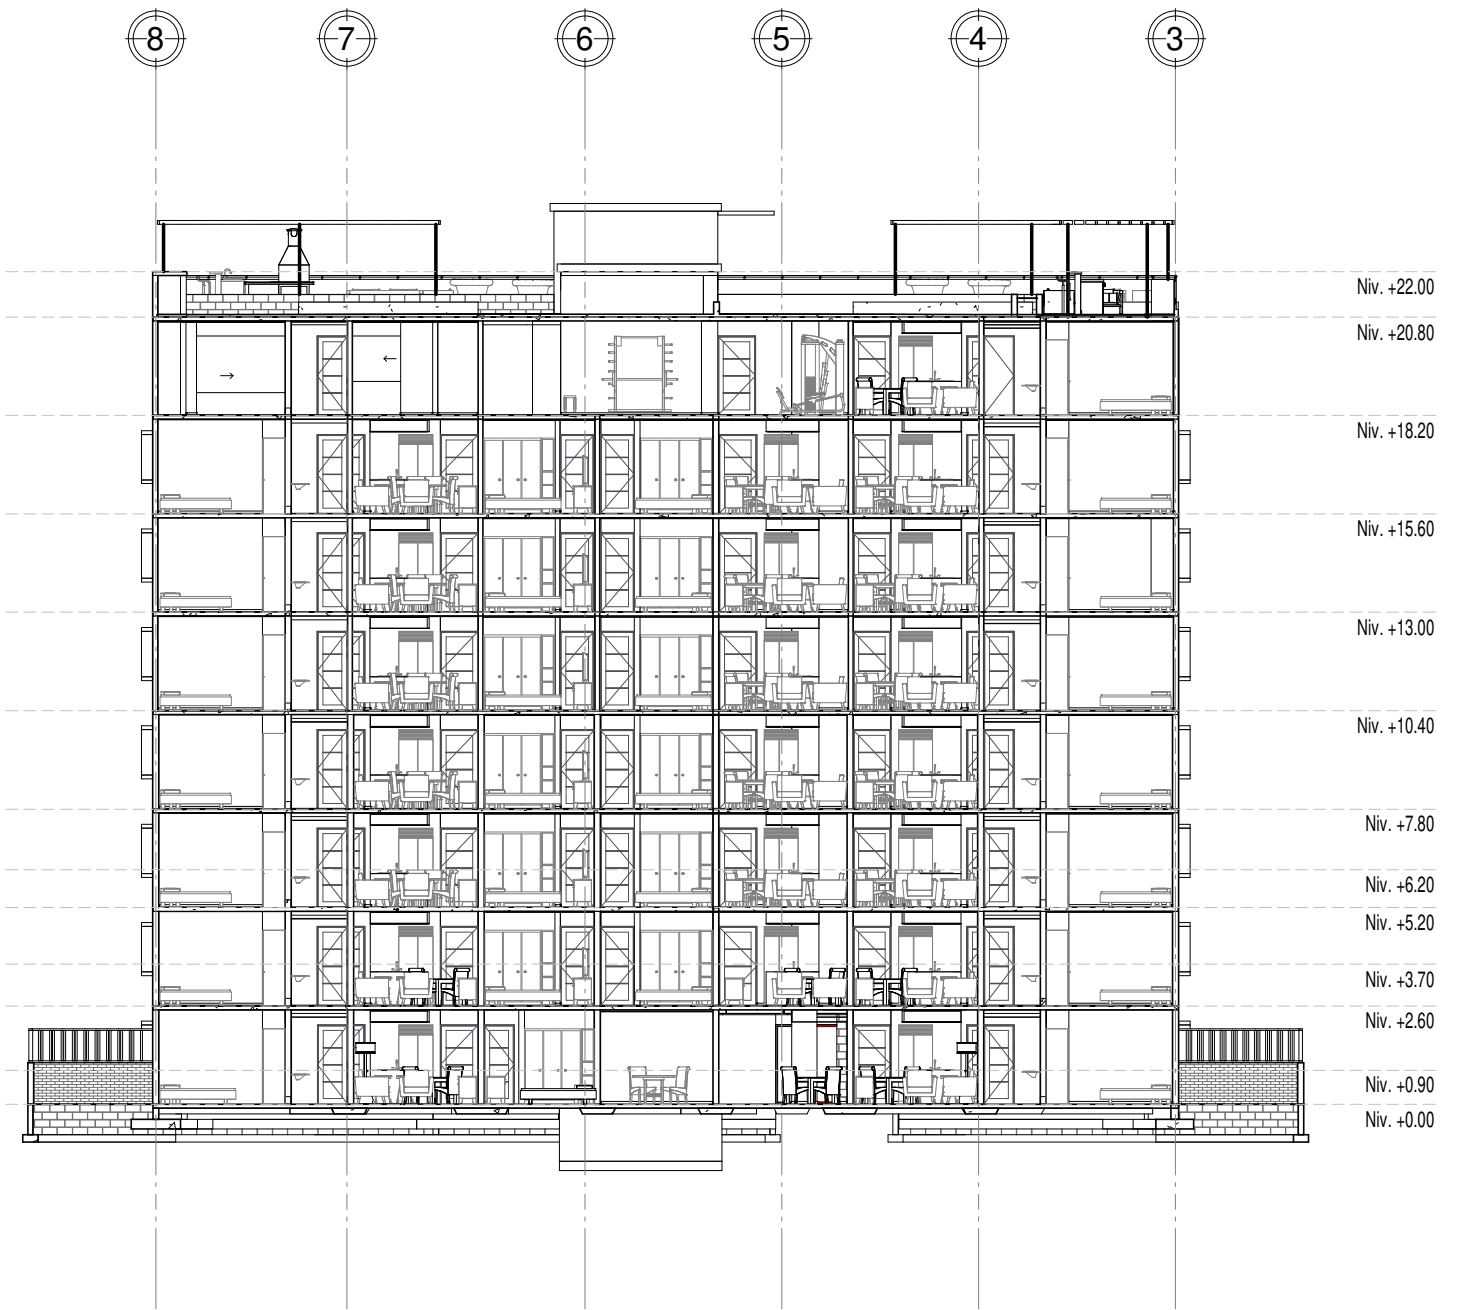 8 7 6 5 4 3
Niv. +22.00
Niv. +20.80
Niv. +18.20
Niv. +15.60
Niv. +13.00
Niv. +10.40
Niv. +7.80
Niv. +6.20
Niv. +5.20
Niv. +3.70
Niv. +2.60
Niv. +0.90
Niv. +0.00